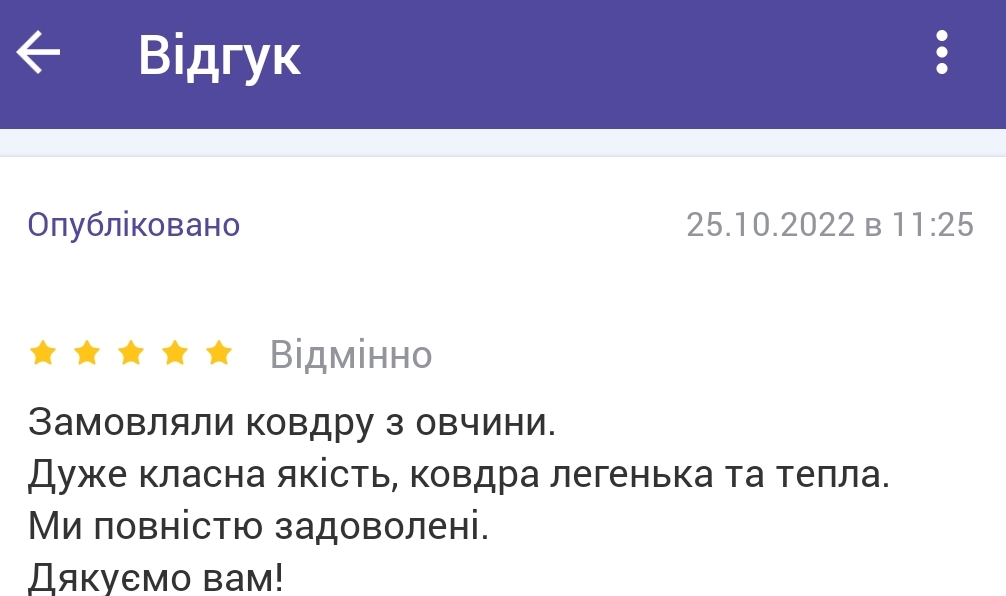 Відгук
Опубліковано 25.10.2022 в 11:25
Відмінно
Замовляли ковдру з овчини.
Дуже класна якість, ковдра легенька та тепла.
Ми повністю задоволені.
Дякуємо вам!